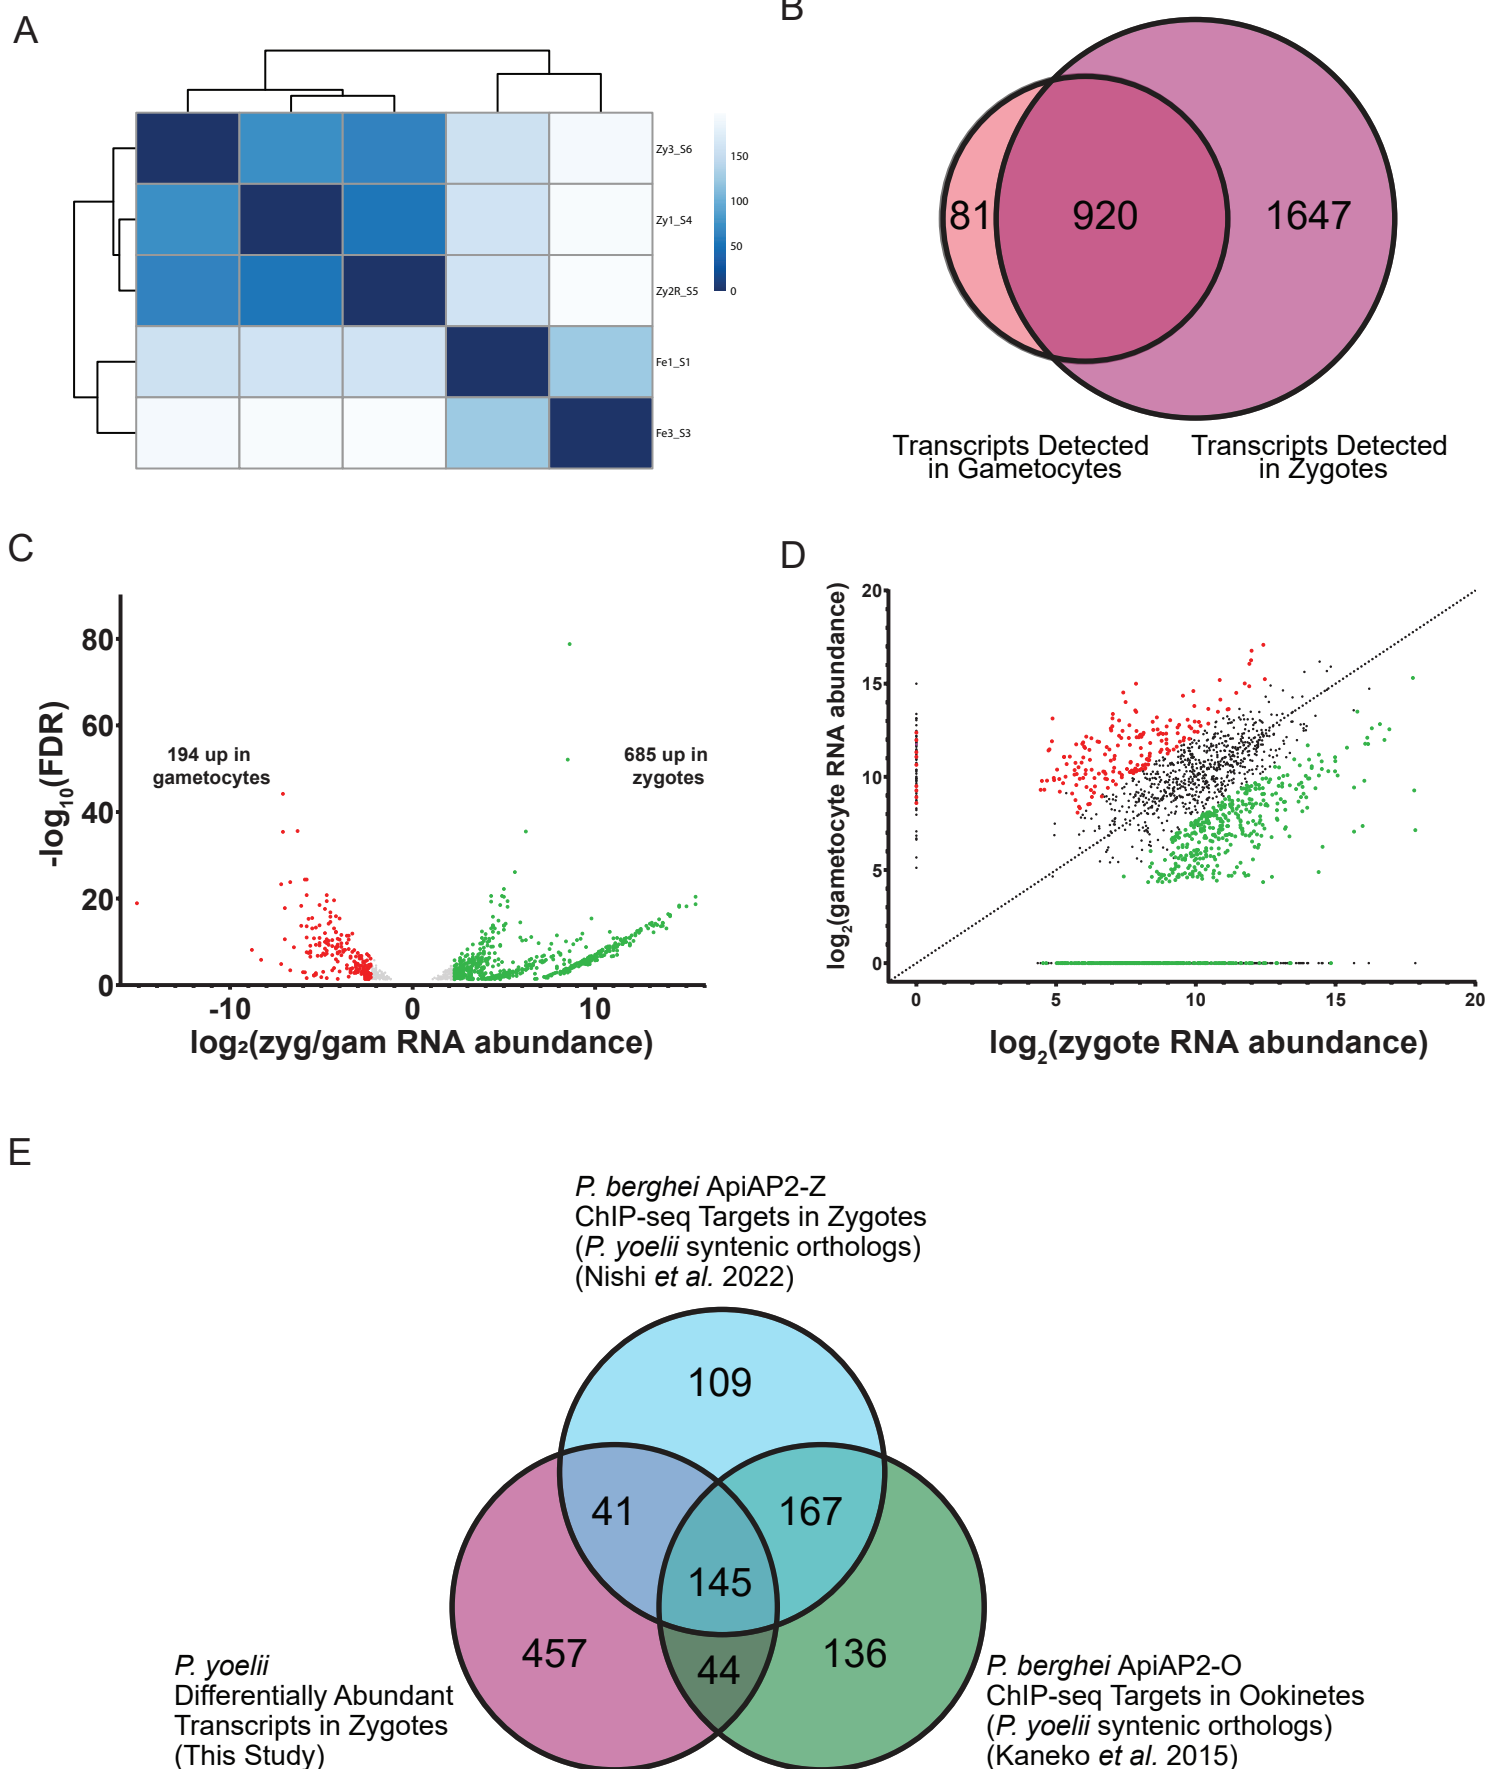 A
Zy3_S6
Zy1_S4
Zy2R_S5
Fe1_S1
Fe3_S3
150
100
50
0
B
81
920
1647
Transcripts Detected
in Gametocytes
Transcripts Detected
in Zygotes
C
80
60
40
20
0
-log10(FDR)
194 up in
gametocytes
685 up in
zygotes
-10
0
10
log₂(zyg/gam RNA abundance)
D
20
15
10
5
0
log2(gametocyte RNA abundance)
0
5
10
15
20
log2(zygote RNA abundance)
E
P. berghei ApiAP2-Z
ChIP-seq Targets in Zygotes
(P. yoelii syntenic orthologs)
(Nishi et al. 2022)
109
41
167
145
457
44
136
P. yoelii
Differentially Abundant
Transcripts in Zygotes
(This Study)
P. berghei ApiAP2-O
ChIP-seq Targets in Ookinetes
(P. yoelii syntenic orthologs)
(Kaneko et al. 2015)